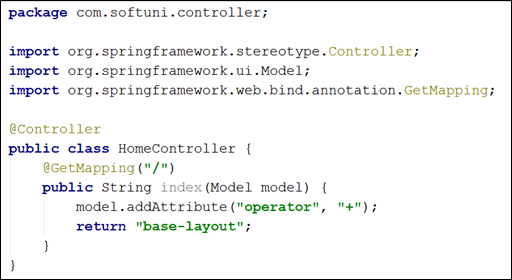 package com.softuni.controller;
import org.springframework.stereotype.Controller;
import org.springframework.ui.Model;
import org.springframework.web.bind.annotation.GetMapping;
@Controller
public class HomeController {
@GetMapping("/")
public String index(Model model) {
model.addAttribute("operator", "+");
return "base-layout";
}
}